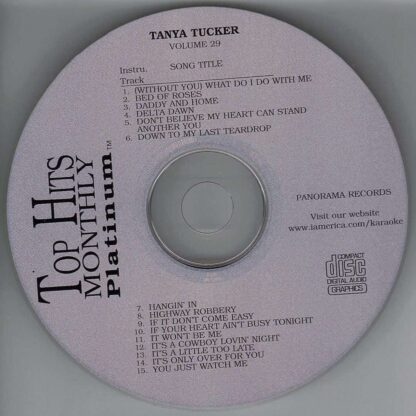 TANYA TUCKER
VOLUME 29
Instru. SONG TITLE
Track
1. (WITHOUT YOU) WHAT DO I DO WITH ME
2. BED OF ROSES
3. DADDY AND HOME
4. DELTA DAWN
5. DON'T BELIEVE MY HEART CAN STAND
ANOTHER YOU
6. DOWN TO MY LAST TEARDROP
TOP HITS
MONTHLY
Platinum™
PANORAMA RECORDS
Visit our website
www.iamerica.com/karaoke
COMPACT
disc
DIGITAL AUDIO
GRAPHICS
7. HANGIN' IN
8. HIGHWAY ROBBERY
9. IF IT DON'T COME EASY
10. IF YOUR HEART AIN'T BUSY TONIGHT
11. IT WON'T BE ME
12. IT'S A COWBOY LOVIN' NIGHT
13. IT'S A LITTLE TOO LATE
14. IT'S ONLY OVER FOR YOU
15. YOU JUST WATCH ME